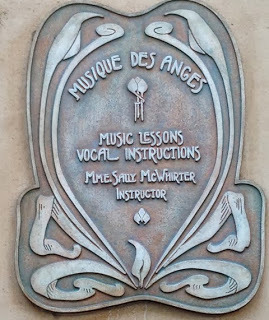 MUSIQUE DES ANGES
MUSIC LESSONS
VOCAL INSTRUCTIONS
MME. SALLY MCWHIRTER
INSTRUCTOR